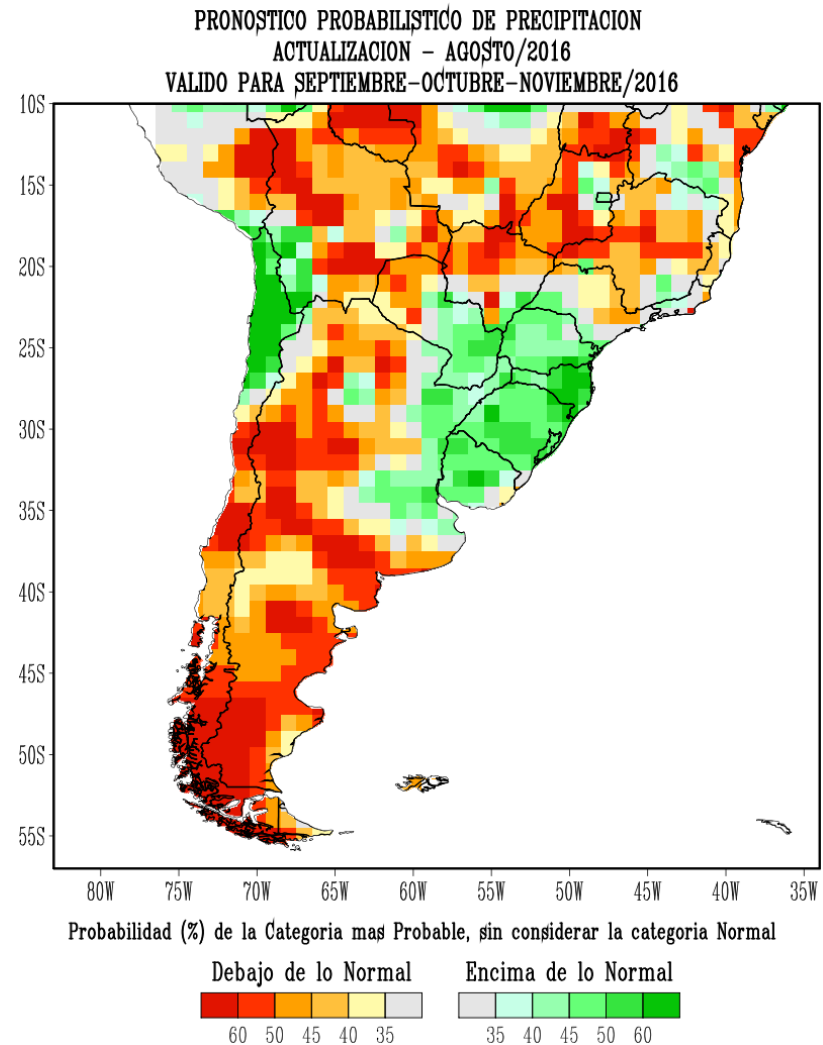 PRONOSTICO PROBABILISTICO DE PRECIPITACION
ACTUALIZACION - AGOSTO/2016
VALIDO PARA SEPTIEMBRE-OCTUBRE-NOVIEMBRE/2016
10S
15S
20S
25S
30S
35S
40S
45S
50S
55S
80W 75W 70W 65W 60W 55W 50W 45W 40W 35W
Probabilidad (%) de la Categoria mas Probable, sin considerar la categoria Normal
Debajo de lo Normal Encima de lo Normal
60 50 45 40 35 35 40 45 50 60